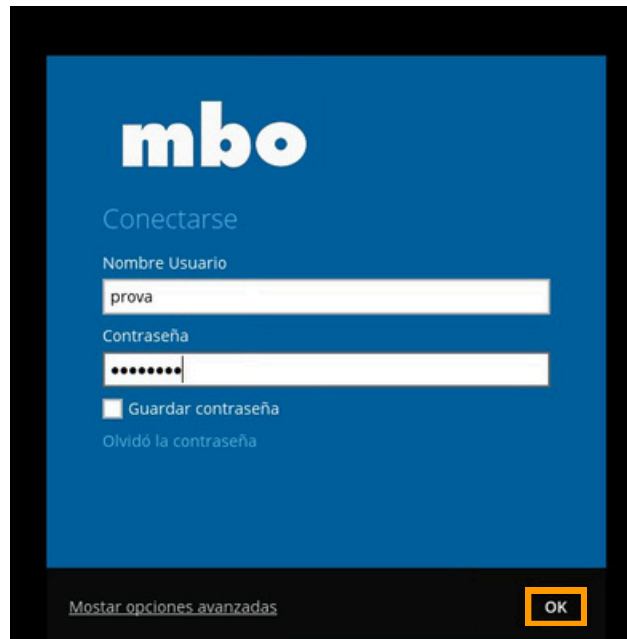 mbo
Conectarse
Nombre Usuario
prova
Contraseña
••••••••
Guardar contraseña
Olvidó la contraseña
Mostar opciones avanzadas
OK